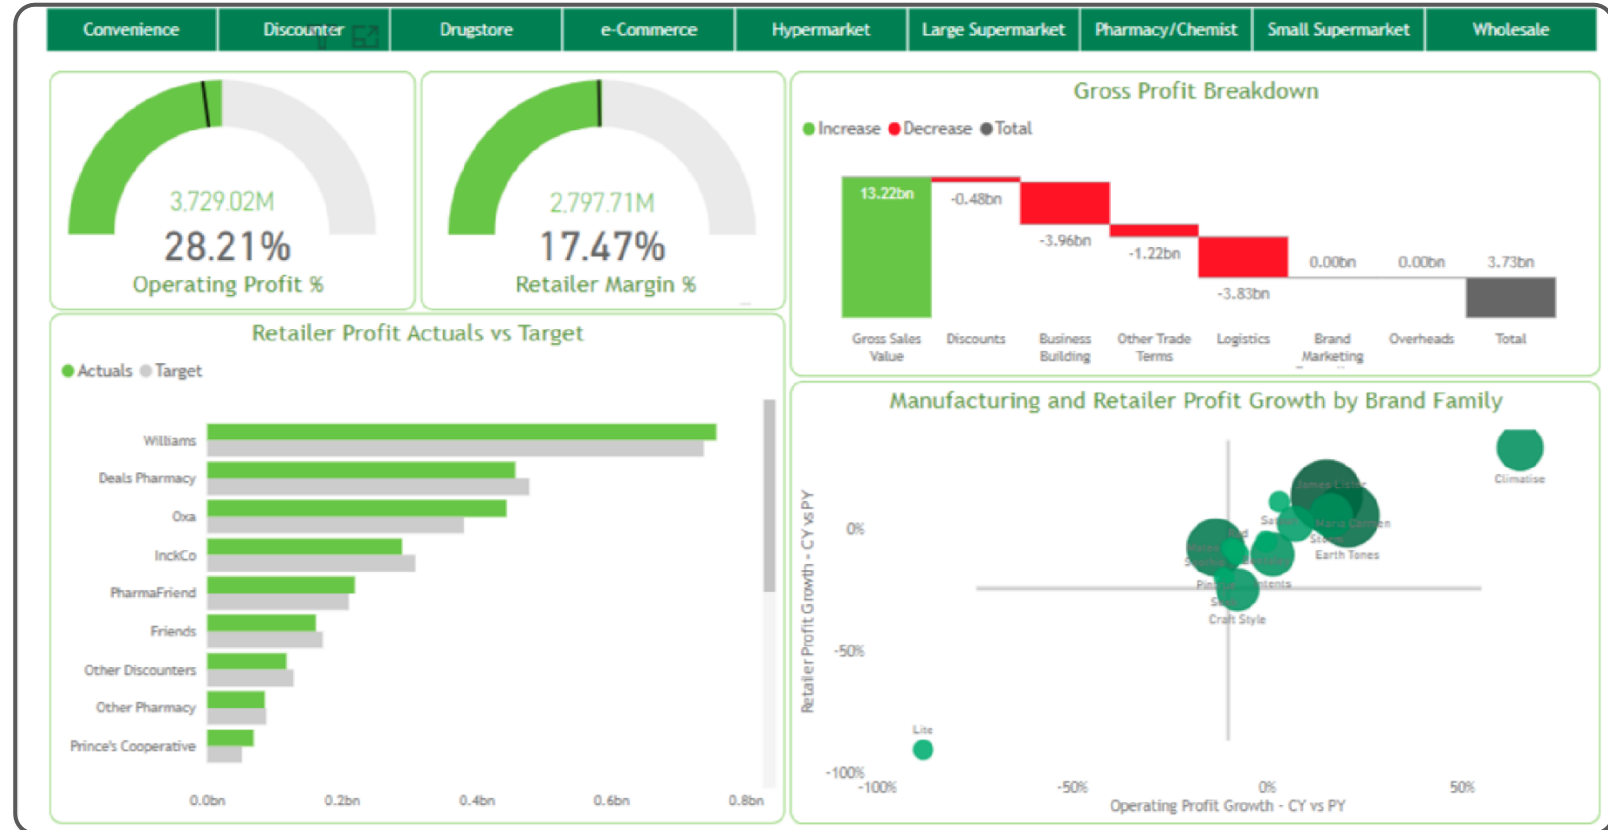 Convenience
Discounter
Drugstore
e-Commerce
Hypermarket
Large Supermarket
Pharmacy/Chemist
Small Supermarket
Wholesale
3,729.02M
28.21%
Operating Profit %
2,797.71M
17.47%
Retailer Margin %
Gross Profit Breakdown
Increase Decrease Total
13.22bn
-0.48bn
-3.96bn
-1.22bn
-3.83bn
0.00bn
0.00bn
3.73bn
Gross Sales
Value
Discounts
Business
Building
Other Trade
Terms
Logistics
Brand
Marketing
Overheads
Total
Retailer Profit Actuals vs Target
Actuals Target
Williams
Deals Pharmacy
Oxa
InckCo
PharmaFriend
Friends
Other Discounters
Other Pharmacy
Prince's Cooperative
0.0bn
0.2bn
0.4bn
0.6bn
0.8bn
Manufacturing and Retailer Profit Growth by Brand Family
Retailer Profit Growth - CY vs PY
0%
-50%
-100%
Climatise
James Lister
Maria Carmen
Earth Tones
Craft Style
Lite
-100%
-50%
0%
50%
Operating Profit Growth - CY vs PY